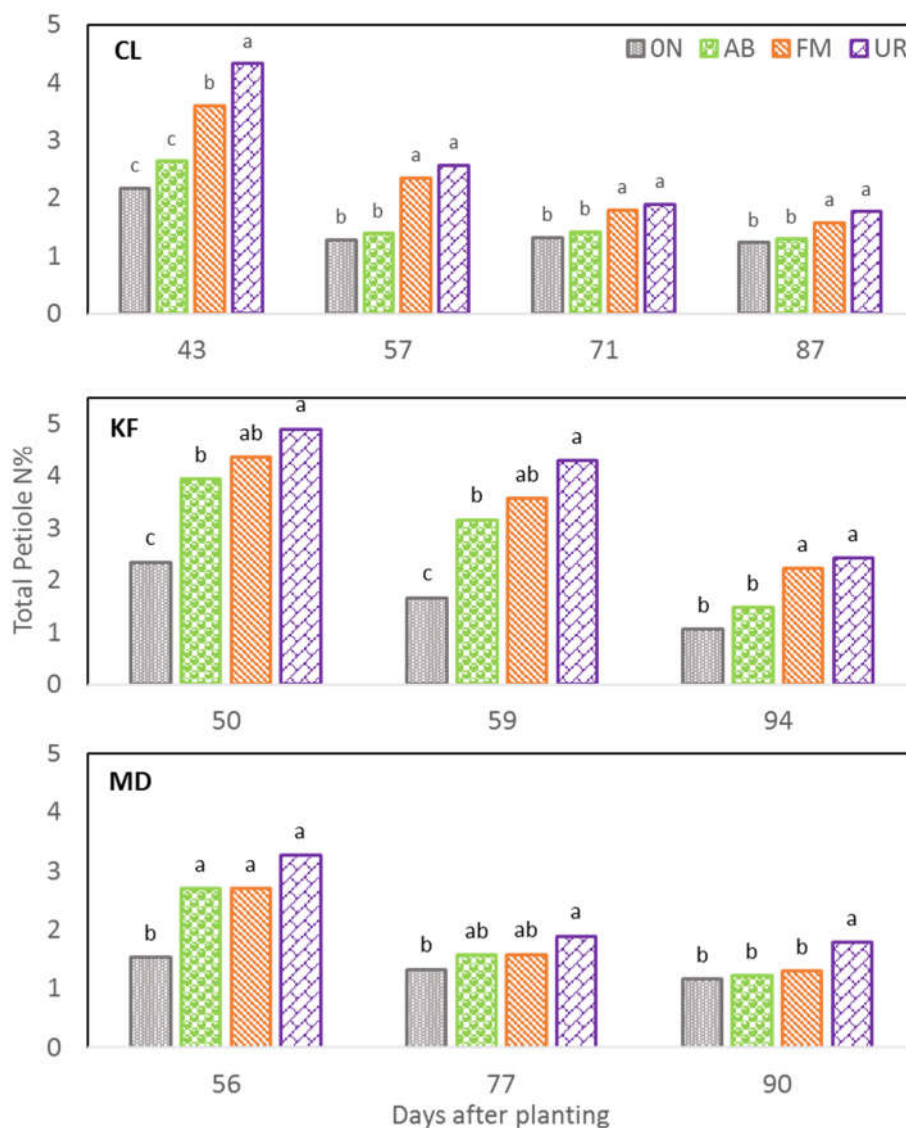 CL
0N AB FM UR
5
4
3
2
1
0
c c b a
b b a a
b b a a
b b a a
43 57 71 87
Total Petiole N%
KF
5
4
3
2
1
0
c b ab a
c b ab a
b b a a
50 59 94
MD
5
4
3
2
1
0
b a a a
b ab ab a
b b b a
56 77 90
Days after planting